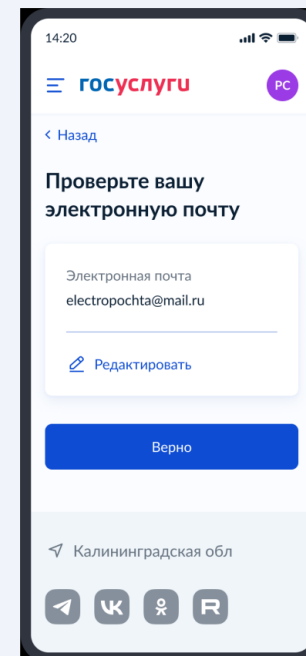 14:20
госуслуги
РС
Назад
Проверьте вашу
электронную почту
Электронная почта
electropochta@mail.ru
Редактировать
Верно
Калининградская обл